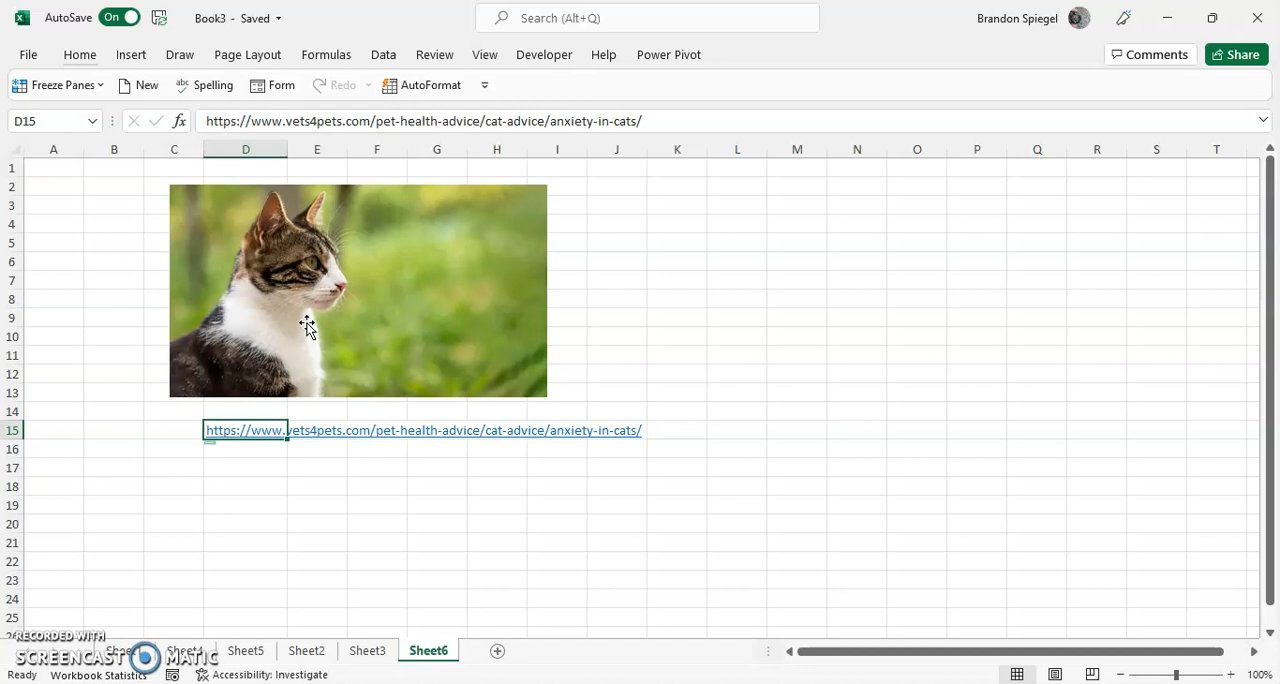 AutoSave On Book3 - Saved Search (Alt+Q) Brandon Spiegel
File Home Insert Draw Page Layout Formulas Data Review View Developer Help Power Pivot Comments Share
Freeze Panes New Spelling Form Redo AutoFormat
D15 fx https://www.vets4pets.com/pet-health-advice/cat-advice/anxiety-in-cats/
A B C D E F G H I J K L M N O P Q R S T
1
2
3
4
5
6
7
8
9
10
11
12
13
14
15 https://www.vets4pets.com/pet-health-advice/cat-advice/anxiety-in-cats/
16
17
18
19
20
21
22
23
24
25
RECORDED WITH
SCREENCAST MATIC
Sheet5 Sheet2 Sheet3 Sheet6
Ready Workbook Statistics Accessibility: Investigate 100%